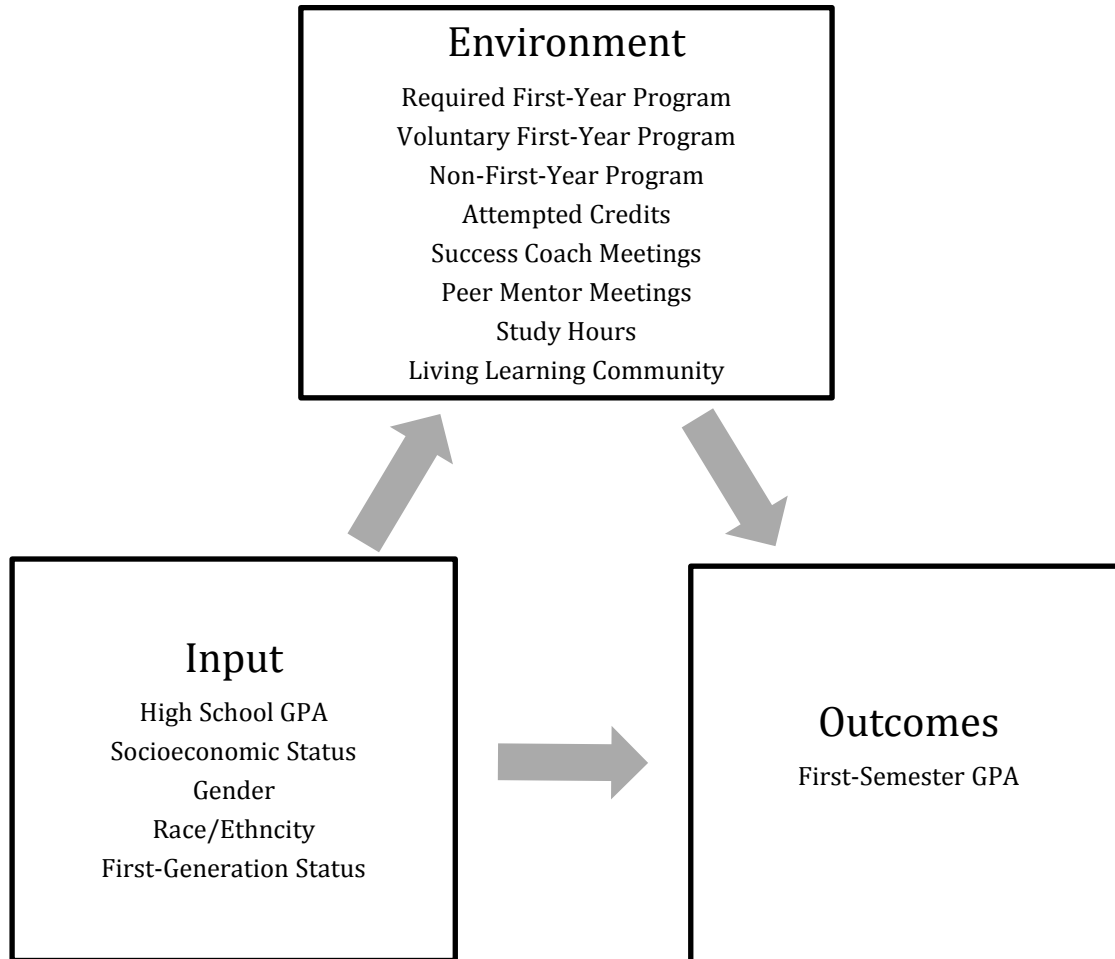 Environment
Required First-Year Program
Voluntary First-Year Program
Non-First-Year Program
Attempted Credits
Success Coach Meetings
Peer Mentor Meetings
Study Hours
Living Learning Community
Input
High School GPA
Socioeconomic Status
Gender
Race/Ethncity
First-Generation Status
Outcomes
First-Semester GPA